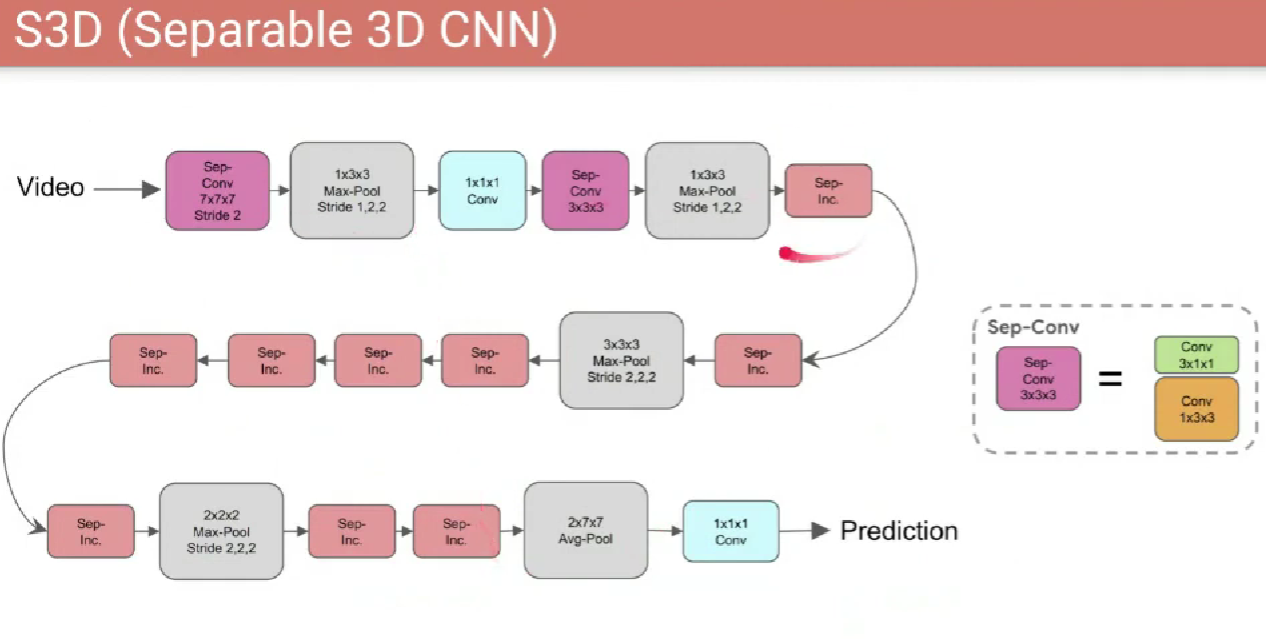 S3D (Separable 3D CNN)
Video
Sep-
Conv
7x7x7
Stride 2
1x3x3
Max-Pool
Stride 1,2,2
1x1x1
Conv
Sep-
Conv
3x3x3
1x3x3
Max-Pool
Stride 1,2,2
Sep-
Inc.
Sep-
Inc.
Sep-
Inc.
Sep-
Inc.
Sep-
Inc.
3x3x3
Max-Pool
Stride 2,2,2
Sep-
Inc.
Sep-Conv
Sep-
Conv
3x3x3
=
Conv
3x1x1
Conv
1x3x3
Sep-
Inc.
2x2x2
Max-Pool
Stride 2,2,2
Sep-
Inc.
Sep-
Inc.
2x7x7
Avg-Pool
1x1x1
Conv
Prediction